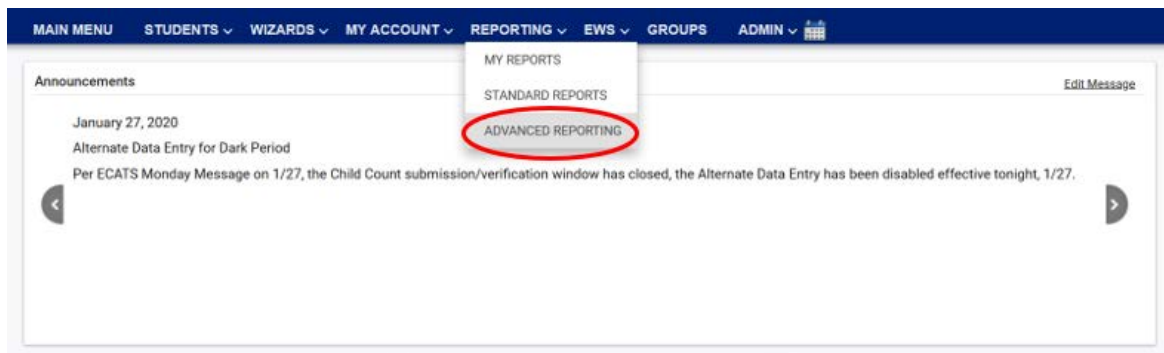 MAIN MENU STUDENTS WIZARDS MY ACCOUNT REPORTING EWS GROUPS ADMIN
MY REPORTS
STANDARD REPORTS
ADVANCED REPORTING
Announcements Edit Message
January 27, 2020
Alternate Data Entry for Dark Period
Per ECATS Monday Message on 1/27, the Child Count submission/verification window has closed, the Alternate Data Entry has been disabled effective tonight, 1/27.